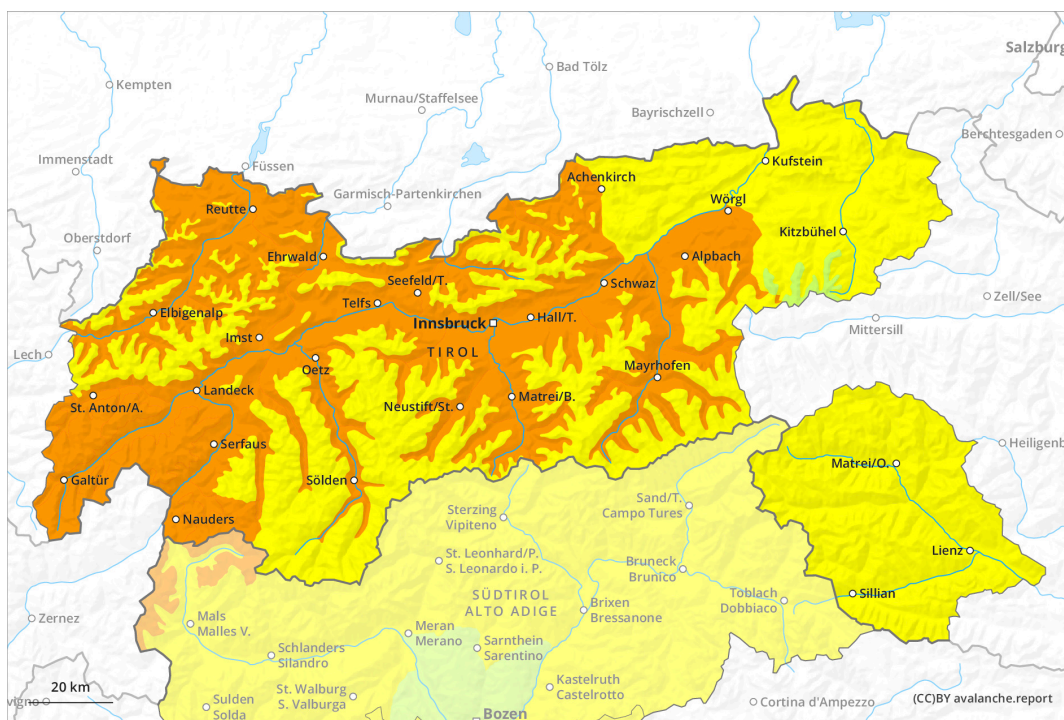 Salzburg
Bad Tölz
Kempten
Murnau/Staffelsee
Bayrischzell
Berchtesgaden
Immenstadt
Füssen
Kufstein
Achenkirch
Garmisch-Partenkirchen
Wörgl
Reutte
Oberstdorf
Kitzbühel
Ehrwald
Alpbach
Seefeld/T.
Schwaz
Zell/See
Telfs
Elbigenalp
Innsbruck
Hall/T.
Mittersill
Imst
Lech
TIROL
Oetz
Mayrhofen
Landeck
St. Anton/A.
Neustift/St.
Matrei/B.
Serfaus
Heiligenb
Matrei/O.
Galtür
Sölden
Sand/T.
Campo Tures
Sterzing
Vipiteno
Nauders
Lienz
St. Leonhard/P.
S. Leonardo i. P.
Bruneck
Brunico
SÜDTIROL
ALTO ADIGE
Sillian
Toblach
Dobbiaco
Brixen
Bressanone
Zernez
Mals
Malles V.
Meran
Merano
Sarnthein
Sarentino
Schlanders
Silandro
20 km
Kastelruth
Castelrotto
St. Walburg
S. Valburga
vigno
Sulden
Solda
Cortina d'Ampezzo
(CC)BY avalanche.report
Bozen